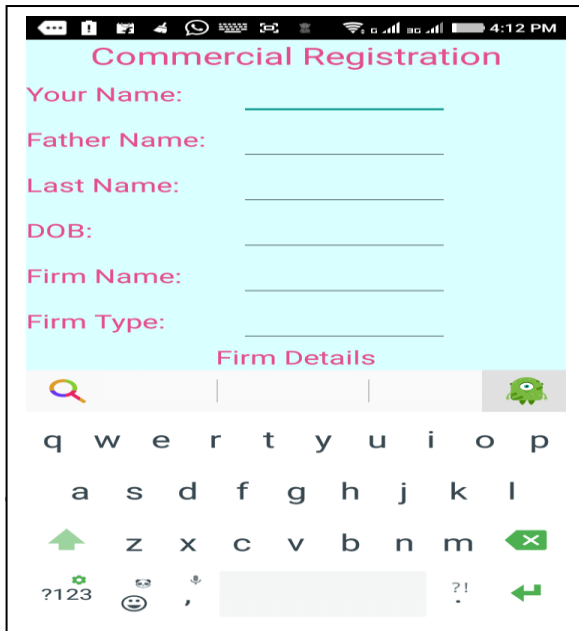 4:12 PM
Commercial Registration
Your Name:
Father Name:
Last Name:
DOB:
Firm Name:
Firm Type:
Firm Details
q w e r t y u i o p
a s d f g h j k l
z x c v b n m
?123 , ?! .